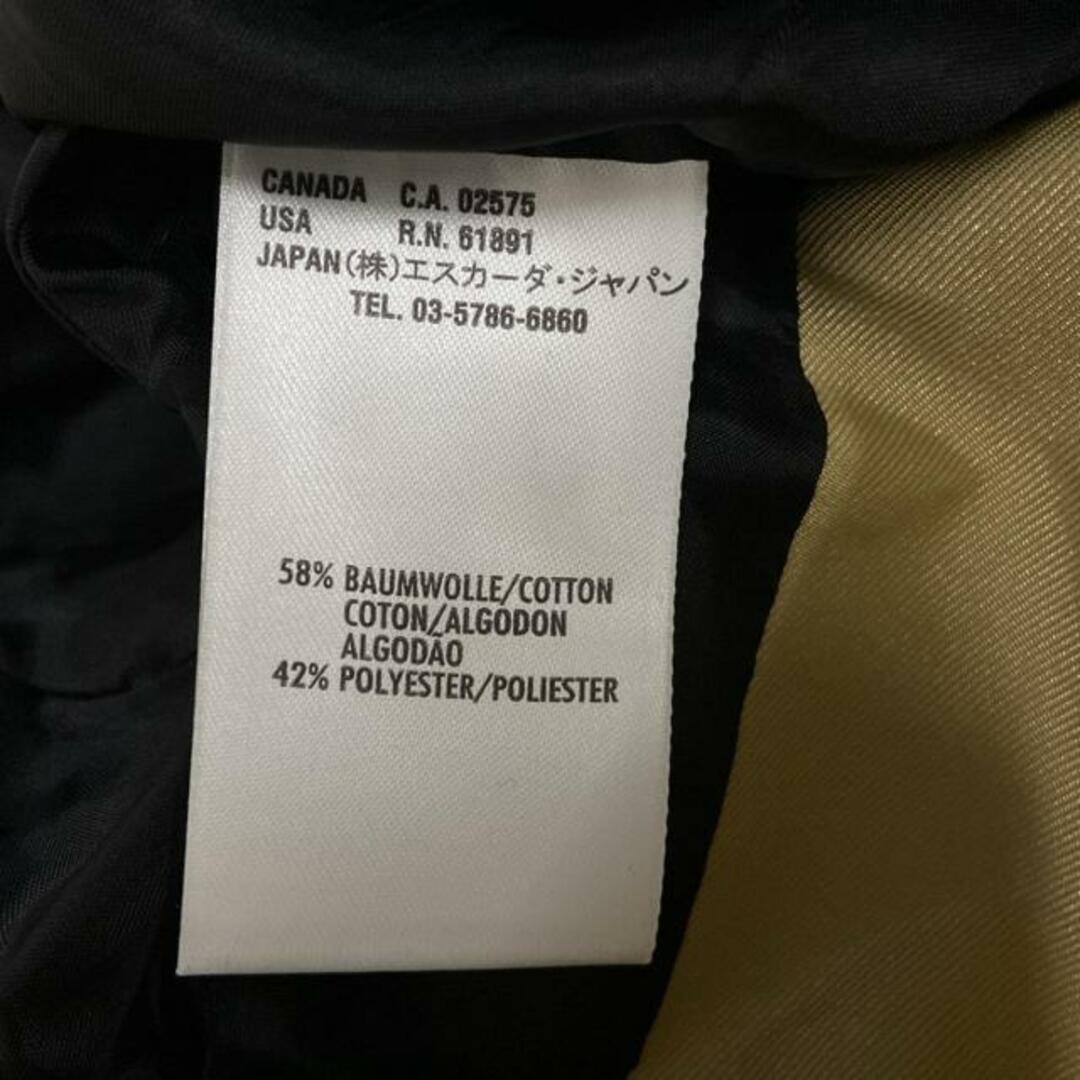 CANADA C.A. 02575
USA R.N. 61891
JAPAN(株)エスカーダ・ジャパン
TEL. 03-5786-6860
58% BAUMWOLLE/COTTON
COTON/ALGODON
ALGODÃO
42% POLYESTER/POLIESTER